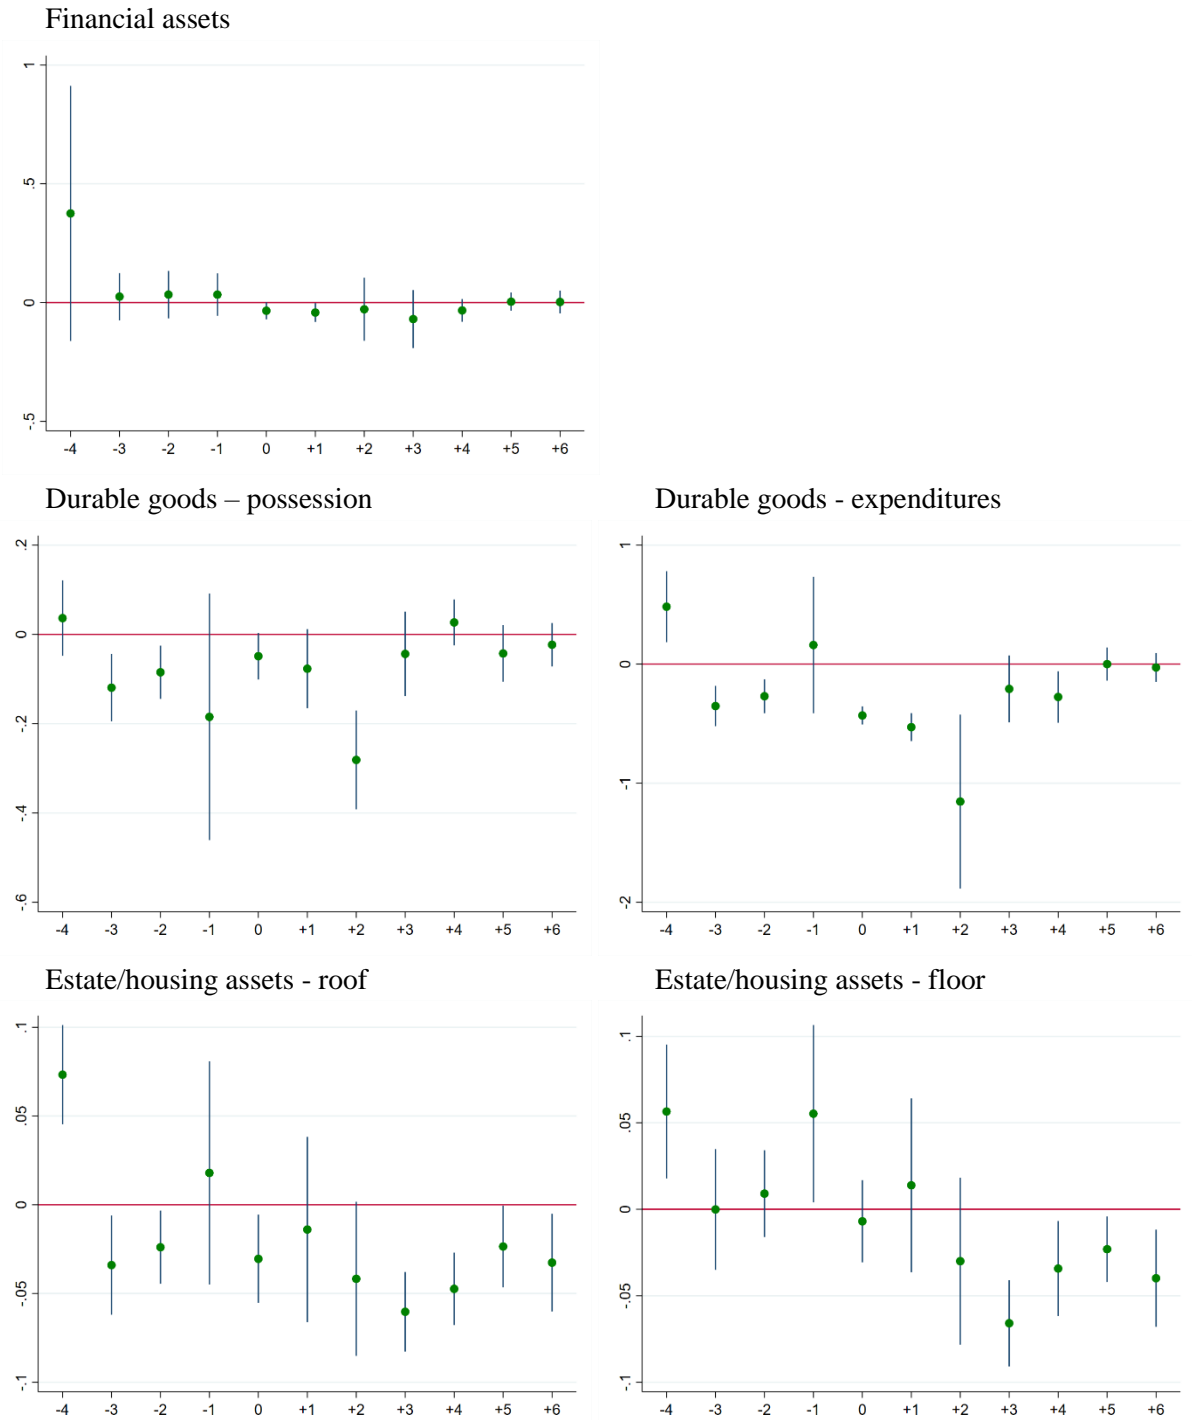 Financial assets
1
.5
0
-.5
-4 -3 -2 -1 0 +1 +2 +3 +4 +5 +6
Durable goods – possession
.2
0
-.2
-.4
-.6
-4 -3 -2 -1 0 +1 +2 +3 +4 +5 +6
Durable goods - expenditures
1
0
-1
-2
-4 -3 -2 -1 0 +1 +2 +3 +4 +5 +6
Estate/housing assets - roof
.1
.05
0
-.05
-.1
-4 -3 -2 -1 0 +1 +2 +3 +4 +5 +6
Estate/housing assets - floor
.1
.05
0
-.05
-.1
-4 -3 -2 -1 0 +1 +2 +3 +4 +5 +6